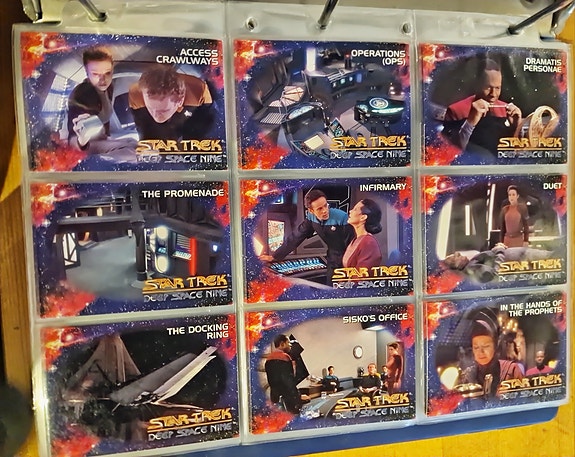 ACCESS
CRAWLWAYS
STAR TREK
DEEP SPACE NINE
OPERATIONS
(OPS)
STAR TREK
DEEP SPACE NINE
DRAMATIS
PERSONAE
STAR TREK
DEEP SPACE NINE
THE PROMENADE
STAR TREK
DEEP SPACE NINE
INFIRMARY
STAR TREK
DEEP SPACE NINE
DUET
STAR TREK
DEEP SPACE NINE
THE DOCKING
RING
STAR TREK
DEEP SPACE NINE
SISKO'S OFFICE
STAR TREK
DEEP SPACE NINE
IN THE HANDS OF
THE PROPHETS
STAR TREK
DEEP SPACE NINE